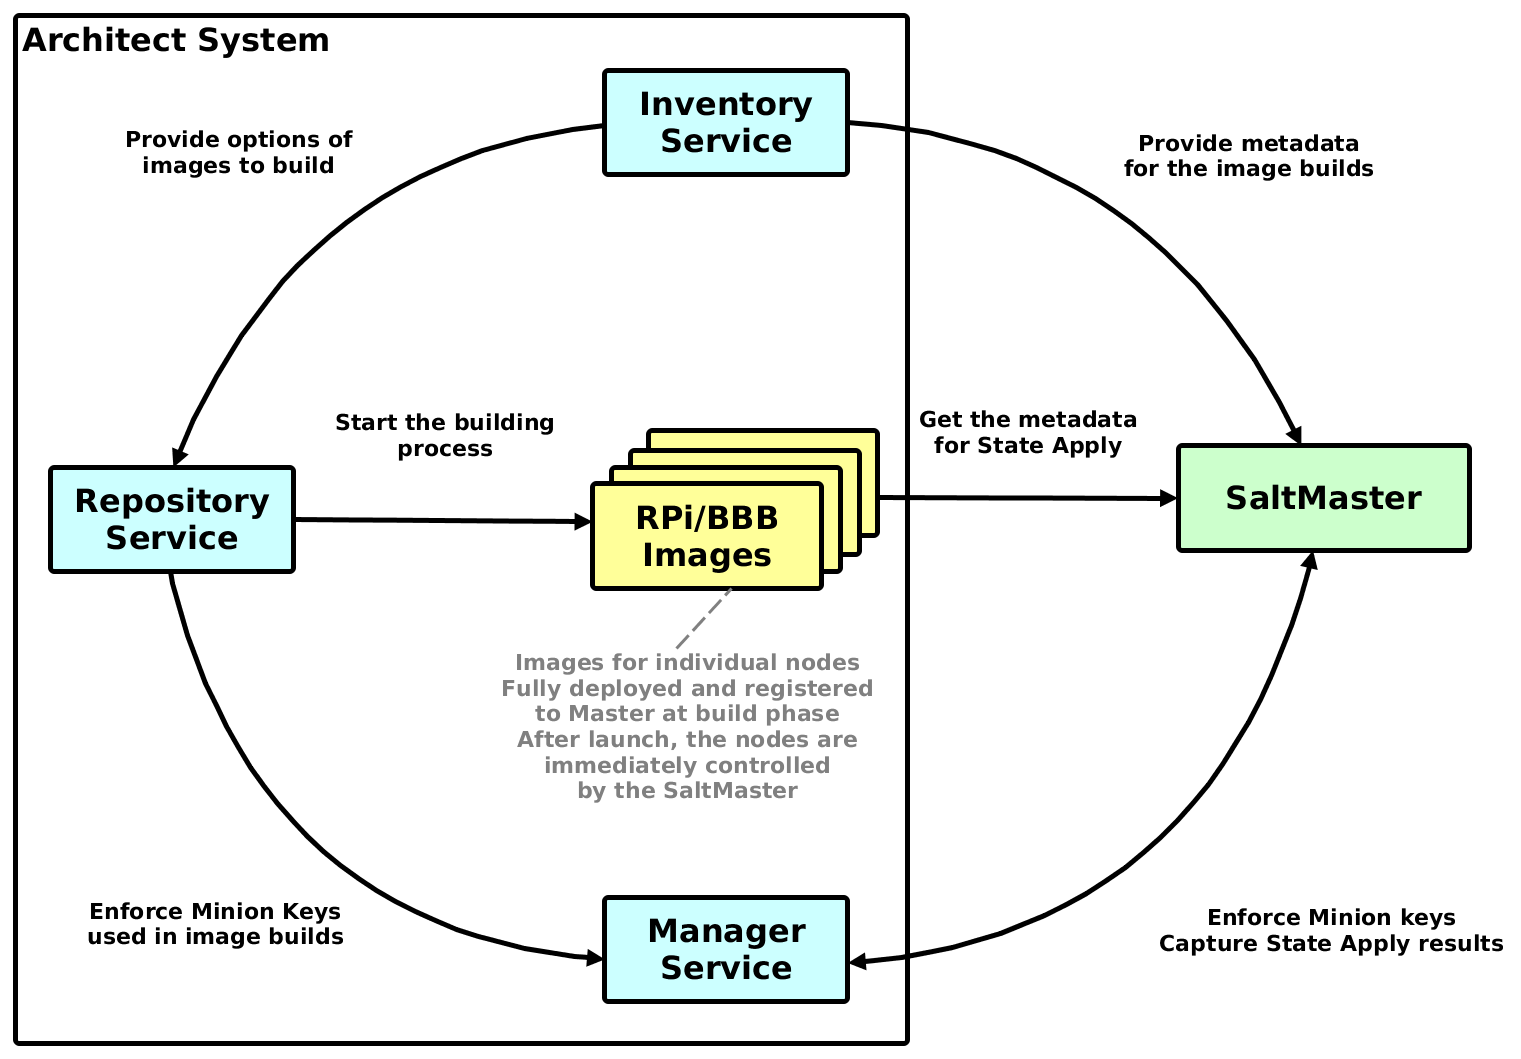 Architect System
Inventory
Service
Provide options of
images to build
Provide metadata
for the image builds
Start the building
process
Get the metadata
for State Apply
Repository
Service
RPi/BBB
Images
SaltMaster
Images for individual nodes
Fully deployed and registered
to Master at build phase
After launch, the nodes are
immediately controlled
by the SaltMaster
Enforce Minion Keys
used in image builds
Manager
Service
Enforce Minion keys
Capture State Apply results